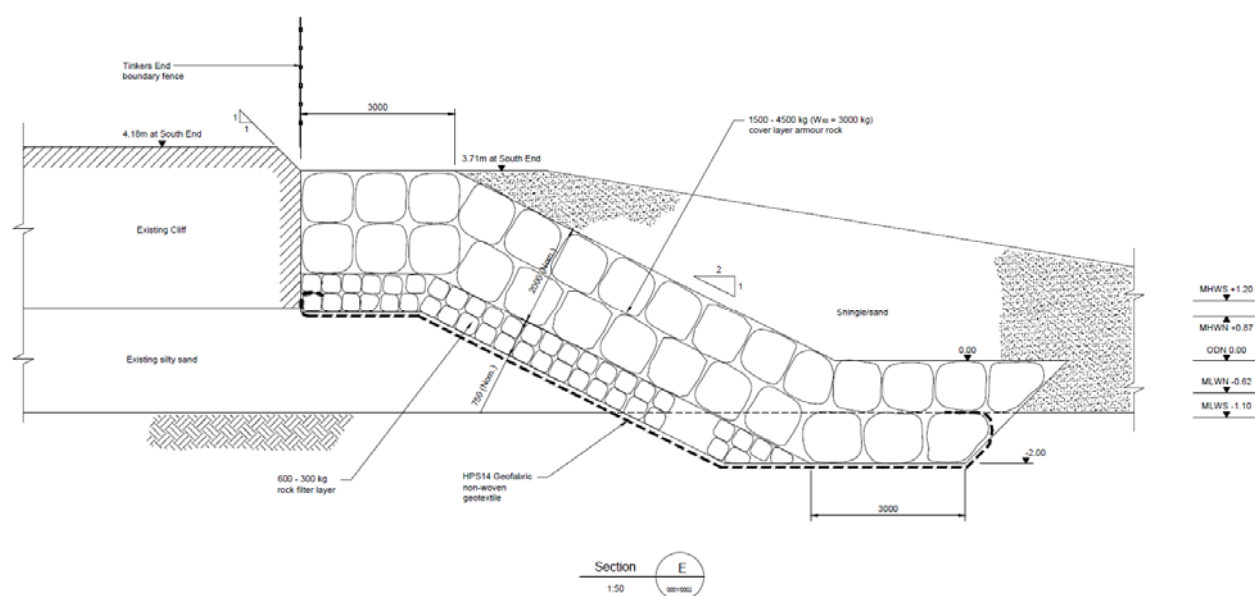 Tinkers End
boundary fence
3000
1
1
4.18m at South End
1500 - 4500 kg (W50 = 3000 kg)
cover layer armour rock
3.71m at South End
Existing Cliff
2000 (Nom.)
2
1
Shingle/sand
MHWS +1.20
MHWN +0.87
ODN 0.00
MLWN -0.62
MLWS -1.10
0.00
Existing silty sand
750 (Nom.)
-2.00
600 - 300 kg
rock filter layer
HPS14 Geofabric
non-woven
geotextile
3000
Section
E
1:50